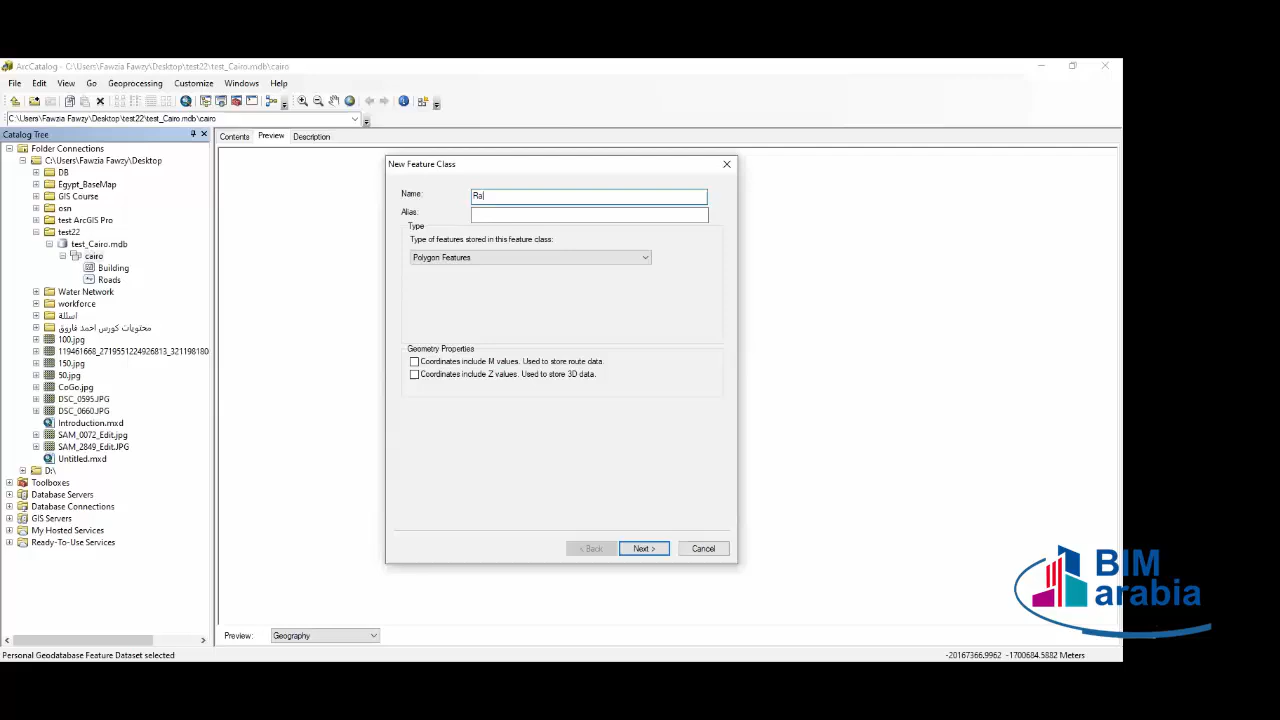 ArcCatalog - C:\Users\Fawzia Fawzy\Desktop\test22\test_Cairo.mdb\cairo
File Edit View Go Geoprocessing Customize Windows Help
C:\Users\Fawzia Fawzy\Desktop\test22\test_Cairo.mdb\cairo
Catalog Tree
Contents Preview Description
Folder Connections
C:\Users\Fawzia Fawzy\Desktop
DB
Egypt_BaseMap
GIS Course
osn
test ArcGIS Pro
test22
test_Cairo.mdb
cairo
Building
Roads
Water Network
workforce
اسئلة
محتويات كورس احمد فاروق
100.jpg
119461668_2719551224926813_321198180
150.jpg
50.jpg
CoGo.jpg
DSC_0595.JPG
DSC_0660.JPG
Introduction.mxd
SAM_0072_Edit.jpg
SAM_2849_Edit.JPG
Untitled.mxd
D:\
Toolboxes
Database Servers
Database Connections
GIS Servers
My Hosted Services
Ready-To-Use Services
New Feature Class
Name: Ra
Alias:
Type
Type of features stored in this feature class:
Polygon Features
Geometry Properties
Coordinates include M values. Used to store route data.
Coordinates include Z values. Used to store 3D data.
< Back Next > Cancel
Preview: Geography
Personal Geodatabase Feature Dataset selected
-20167366.9962 -1700684.5882 Meters
BIM
arabia